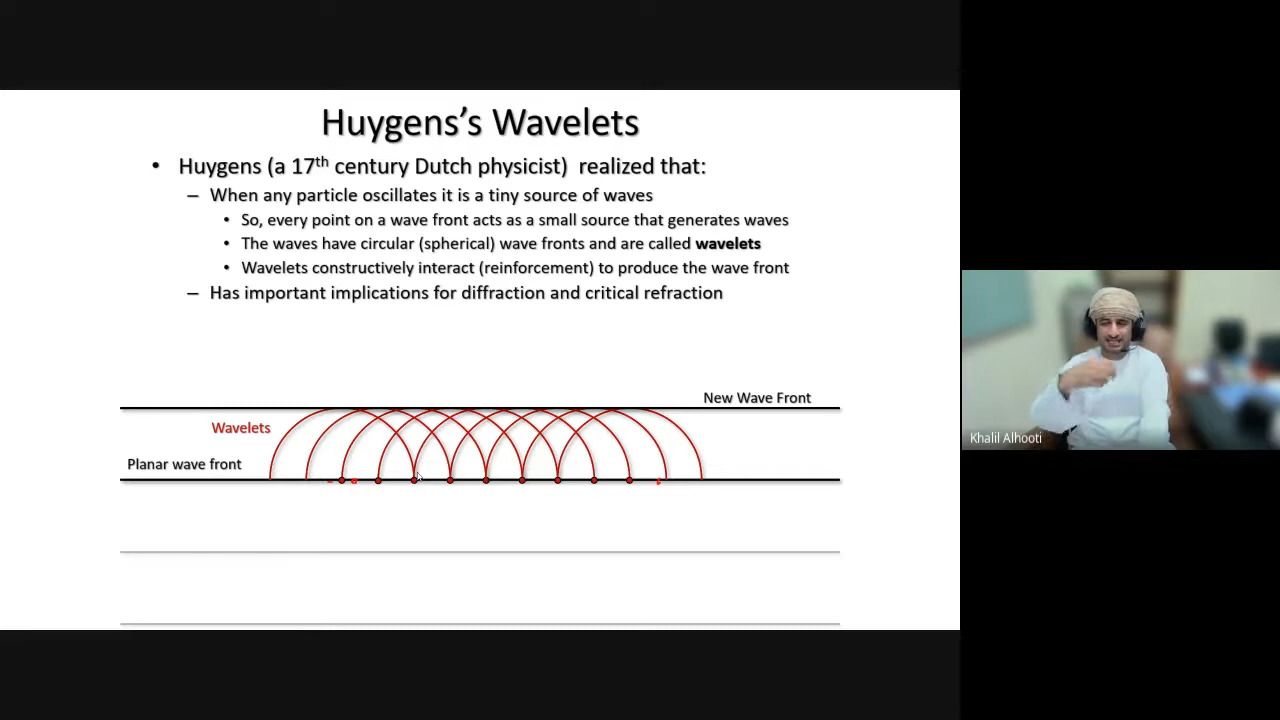 Huygens’s Wavelets
• Huygens (a 17th century Dutch physicist) realized that:
– When any particle oscillates it is a tiny source of waves
• So, every point on a wave front acts as a small source that generates waves
• The waves have circular (spherical) wave fronts and are called wavelets
• Wavelets constructively interact (reinforcement) to produce the wave front
– Has important implications for diffraction and critical refraction
New Wave Front
Wavelets
Planar wave front
Khalil Alhooti